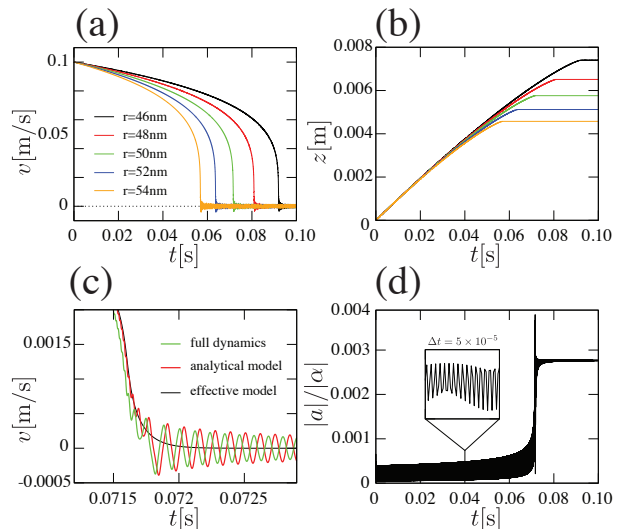 (a)
v[m/s]
0.1
0.05
0
r=46nm
r=48nm
r=50nm
r=52nm
r=54nm
0 0.02 0.04 0.06 0.08 0.10
t[s]
(b)
z[m]
0.008
0.006
0.004
0.002
0.000
0 0.02 0.04 0.06 0.08 0.10
t[s]
(c)
v[m/s]
0.001
0
-0.0005
full dynamics
analytical model
effective model
0.0715 0.072 0.0725
t[s]
(d)
|a|/|α|
0.004
0.003
0.001
0.000
Δt = 5 × 10⁻⁵
0 0.02 0.04 0.06 0.08 0.10
t[s]